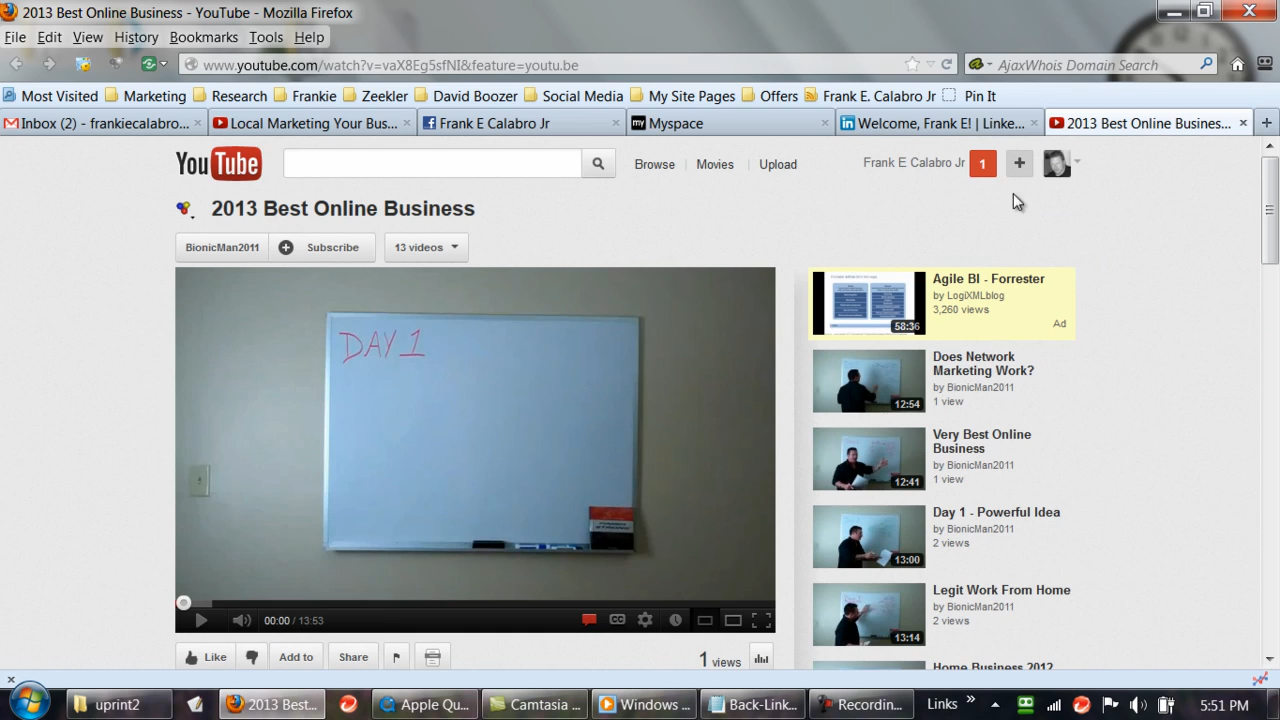 2013 Best Online Business - YouTube - Mozilla Firefox
File Edit View History Bookmarks Tools Help
www.youtube.com/watch?v=vaX8Eg5sfNI&feature=youtu.be
AjaxWhois Domain Search
Most Visited Marketing Research Frankie Zeekler David Boozer Social Media My Site Pages Offers Frank E. Calabro Jr Pin It
Inbox (2) - frankiecalabro... Local Marketing Your Bus... Frank E Calabro Jr my Myspace Welcome, Frank E! | Linke... 2013 Best Online Business...
YouTube Browse Movies Upload Frank E Calabro Jr 1 +
2013 Best Online Business
BionicMan2011 Subscribe 13 videos
DAY 1
00:00 / 13:53
CC
Like Add to Share 1 views
Agile BI - Forrester
by LogiXMLblog
3,260 views
Ad
58:36
Does Network
Marketing Work?
by BionicMan2011
1 view
12:54
Very Best Online
Business
by BionicMan2011
1 view
12:41
Day 1 - Powerful Idea
by BionicMan2011
2 views
13:00
Legit Work From Home
by BionicMan2011
2 views
13:14
Home Business 2012
uprint2 2013 Best... Apple Qu... Camtasia ... Windows ... Back-Link... Recordin... Links » 5:51 PM